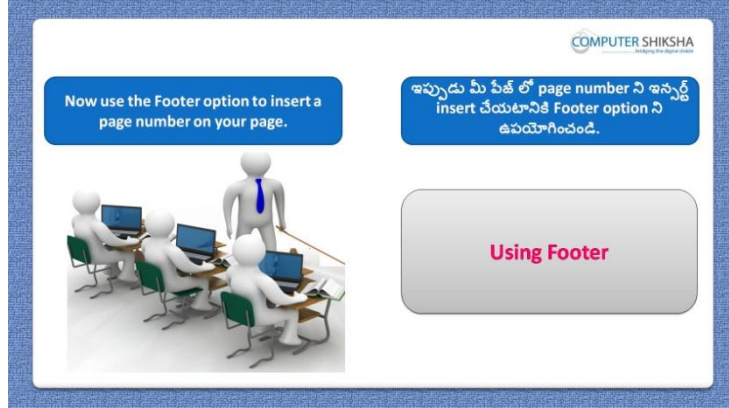 COMPUTER SHIKSHA
bridging the digital divide
Now use the Footer option to insert a
page number on your page.
ఇప్పుడు మీ పేజ్ లో page number ని ఇన్సర్ట్
insert చేయటానికి Footer option ని
ఉపయోగించండి.
Using Footer